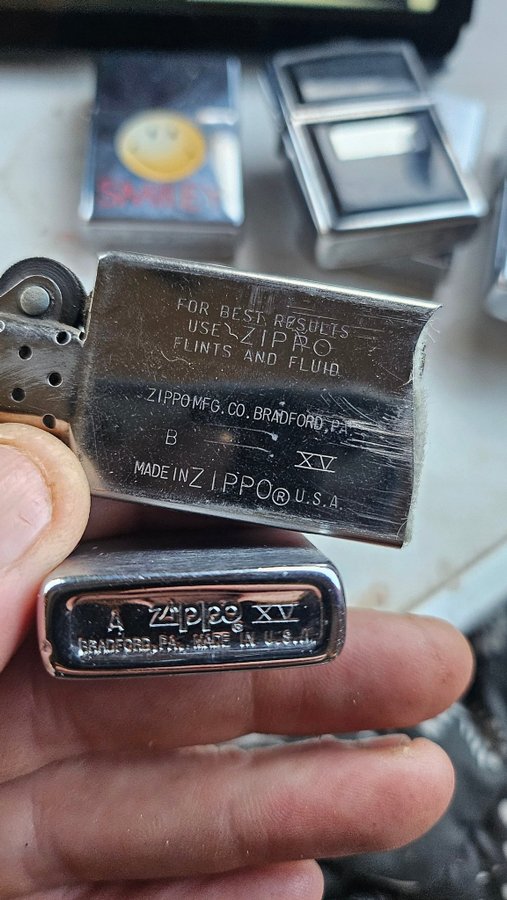 SMILEY
FOR BEST RESULTS
USE ZIPPO
FLINTS AND FLUID
ZIPPO MFG. CO. BRADFORD, PA
B XV
MADE IN ZIPPO® U.S.A.
A Zippo® XV
BRADFORD, PA. MADE IN U.S.A.